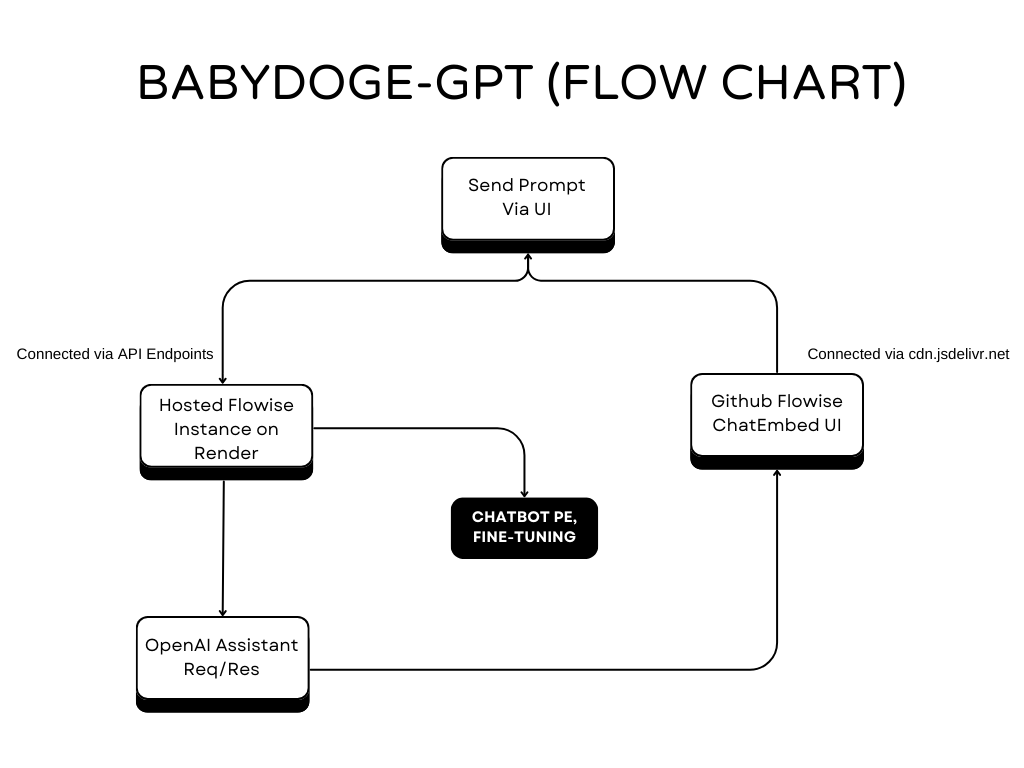 BABYDOGE-GPT (FLOW CHART)
Send Prompt
Via UI
Connected via API Endpoints
Connected via cdn.jsdelivr.net
Hosted Flowise
Instance on
Render
Github Flowise
ChatEmbed UI
CHATBOT PE,
FINE-TUNING
OpenAI Assistant
Req/Res